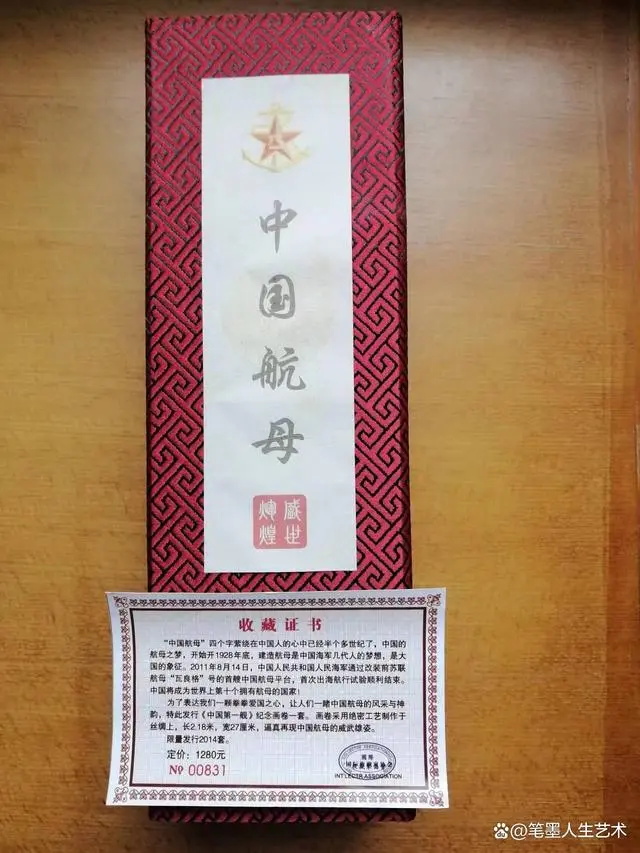 中国航母
盛世
辉煌
收藏证书
“中国航母”四个字萦绕在中国人的心中已经半个多世纪了，中国的
航母之梦，开始开1928年底，建造航母是中国海军几代人的梦想，是大
国的象征。2011年8月14日，中国人民共和国人民海军通过改装前苏联
航母“瓦良格”号的首艘中国航母平台，首次出海航行试验顺利结束。
中国将成为世界上第十个拥有航母的国家！
为了表达我们一颗拳拳爱国之心，让人们一睹中国航母的风采与神
韵，特此发行《中国第一舰》纪念画卷一套。画卷采用绝密工艺制作于
丝绸上，长2.18米，宽27厘米，逼真再现中国航母的威武雄姿。
限量发行2014套。
定价：1280元
№ 00831
INT'LECTR ASSOCIATION
@笔墨人生艺术